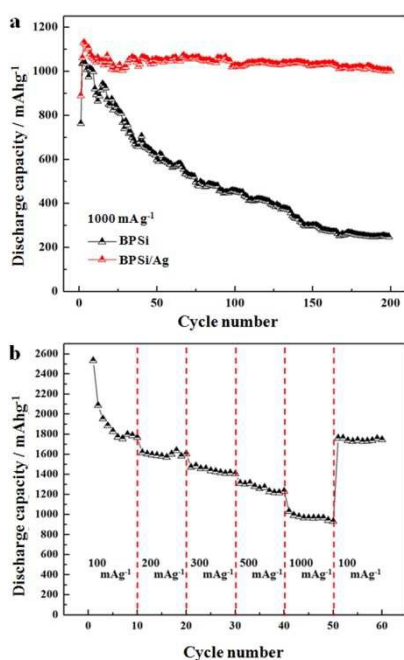 a
1200
1000
800
600
400
200
0
Discharge capacity / mAhg⁻¹
1000 mAg⁻¹
BPSi
BPSi/Ag
0 50 100 150 200
Cycle number
b
2600
2400
2200
2000
1800
1600
1400
1200
1000
800
600
400
200
0
Discharge capacity / mAhg⁻¹
100 200 300 500 1000 100
mAg⁻¹ mAg⁻¹ mAg⁻¹ mAg⁻¹ mAg⁻¹ mAg⁻¹
0 10 20 30 40 50 60
Cycle number